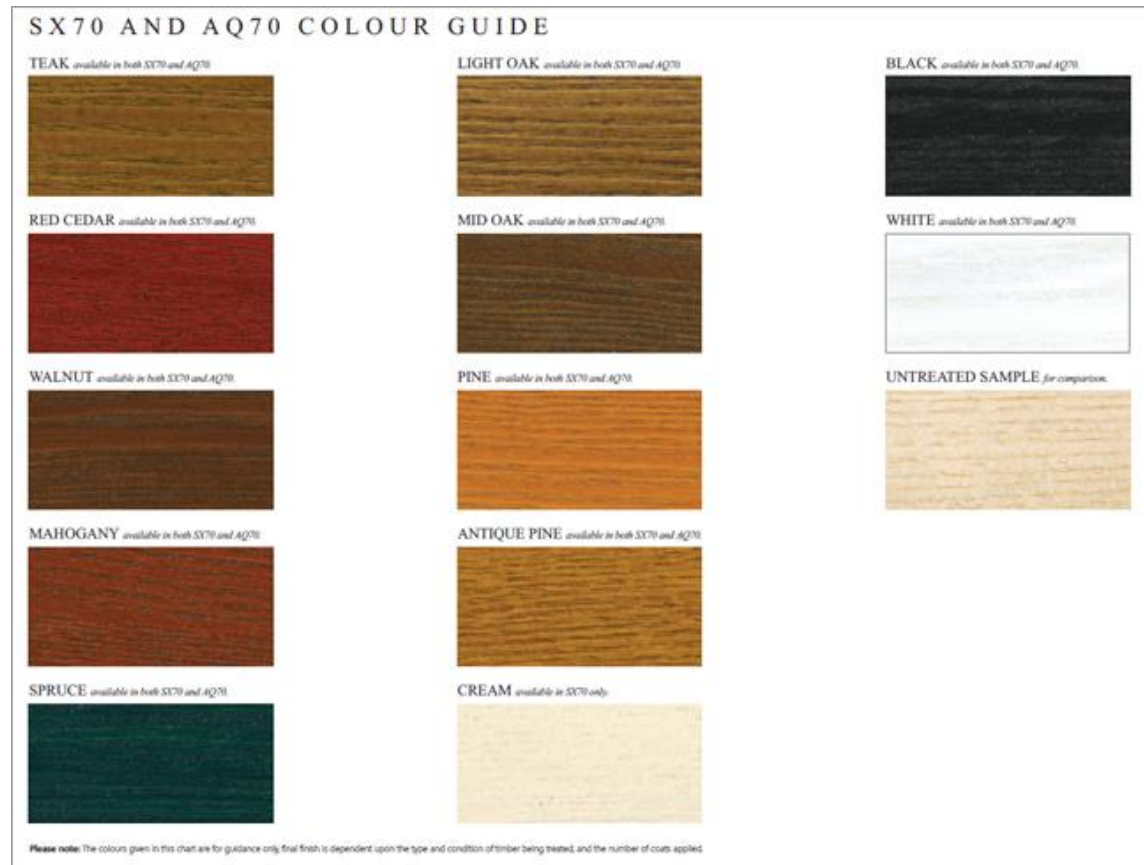 SX70 AND AQ70 COLOUR GUIDE
TEAK available in both SX70 and AQ70.
LIGHT OAK available in both SX70 and AQ70.
BLACK available in both SX70 and AQ70.
RED CEDAR available in both SX70 and AQ70.
MID OAK available in both SX70 and AQ70.
WHITE available in both SX70 and AQ70.
WALNUT available in both SX70 and AQ70.
PINE available in both SX70 and AQ70.
UNTREATED SAMPLE for comparison.
MAHOGANY available in both SX70 and AQ70.
ANTIQUE PINE available in both SX70 and AQ70.
SPRUCE available in both SX70 and AQ70.
CREAM available in SX70 only.
Please note: The colours given in this chart are for guidance only, final finish is dependent upon the type and condition of timber being treated, and the number of coats applied.